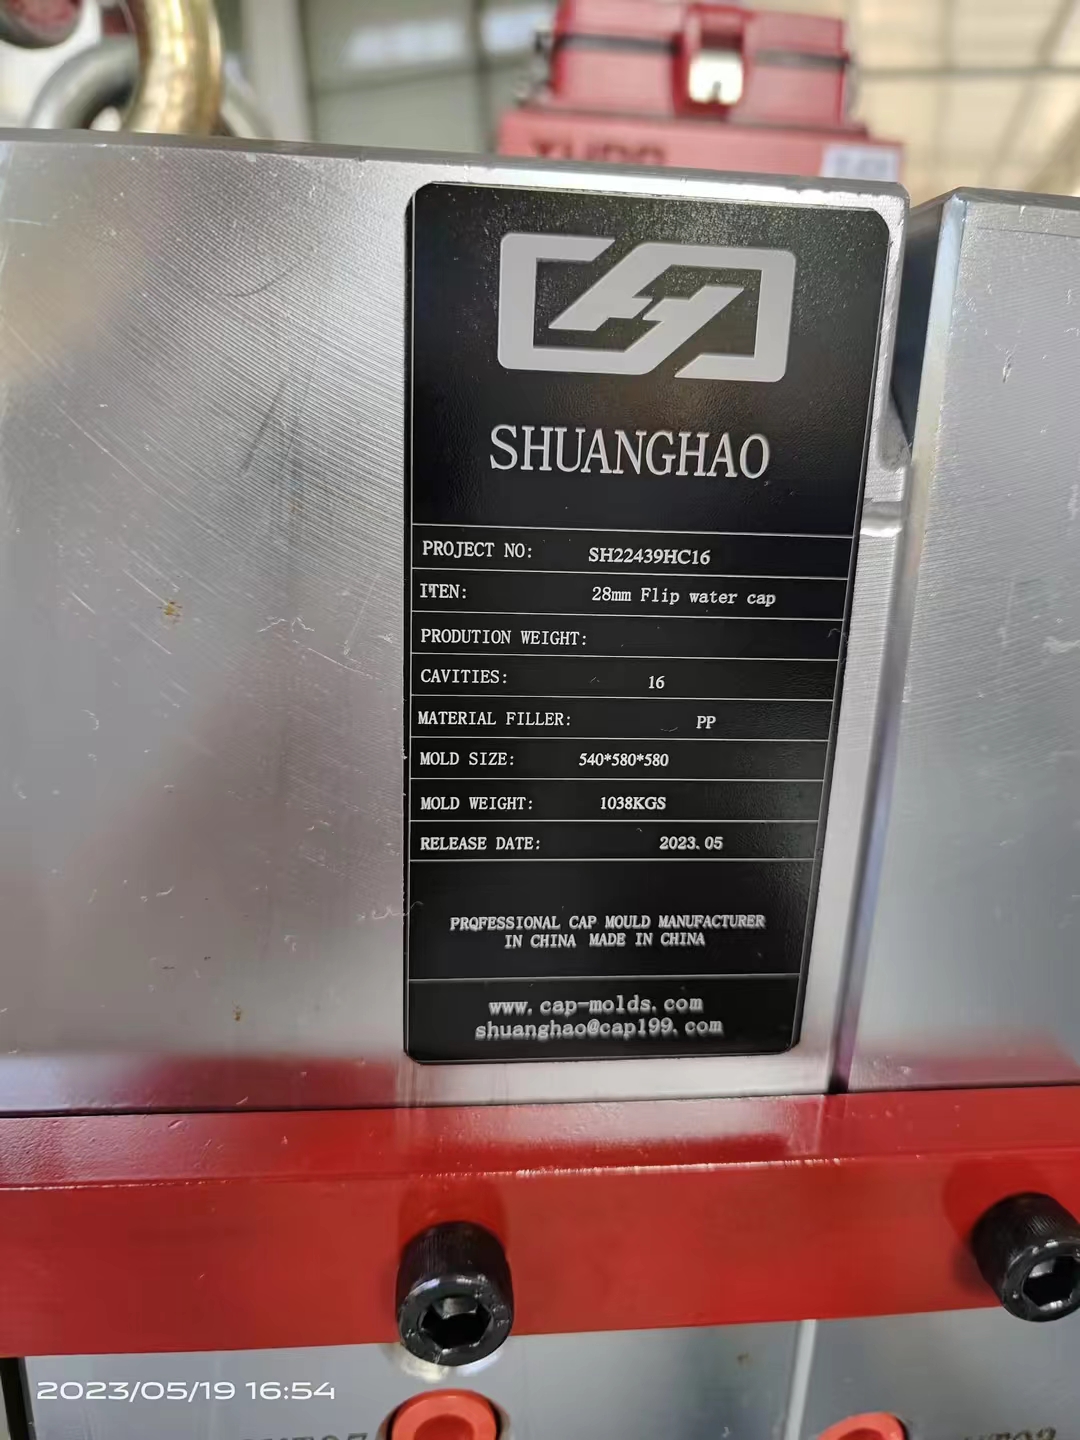 SHUANGHAO
PROJECT NO: SH22439HC16
ITEN: 28mm Flip water cap
PRODUTION WEIGHT:
CAVITIES: 16
MATERIAL FILLER: PP
MOLD SIZE: 540*580*580
MOLD WEIGHT: 1038KGS
RELEASE DATE: 2023.05
PROFESSIONAL CAP MOULD MANUFACTURER
IN CHINA MADE IN CHINA
www.cap-molds.com
shuanghao@cap199.com
2023/05/19 16:54